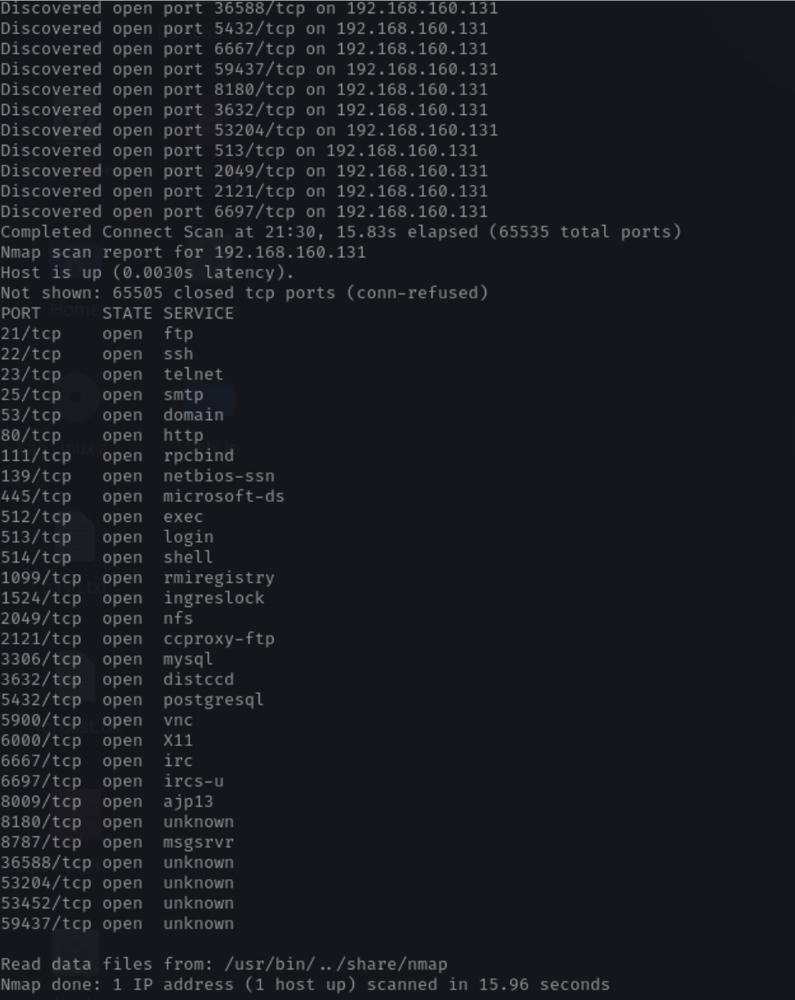 Discovered open port 36588/tcp on 192.168.160.131
Discovered open port 5432/tcp on 192.168.160.131
Discovered open port 6667/tcp on 192.168.160.131
Discovered open port 59437/tcp on 192.168.160.131
Discovered open port 8180/tcp on 192.168.160.131
Discovered open port 3632/tcp on 192.168.160.131
Discovered open port 53204/tcp on 192.168.160.131
Discovered open port 513/tcp on 192.168.160.131
Discovered open port 2049/tcp on 192.168.160.131
Discovered open port 2121/tcp on 192.168.160.131
Discovered open port 6697/tcp on 192.168.160.131
Completed Connect Scan at 21:30, 15.83s elapsed (65535 total ports)
Nmap scan report for 192.168.160.131
Host is up (0.0030s latency).
Not shown: 65505 closed tcp ports (conn-refused)
PORT      STATE SERVICE
21/tcp    open  ftp
22/tcp    open  ssh
23/tcp    open  telnet
25/tcp    open  smtp
53/tcp    open  domain
80/tcp    open  http
111/tcp   open  rpcbind
139/tcp   open  netbios-ssn
445/tcp   open  microsoft-ds
512/tcp   open  exec
513/tcp   open  login
514/tcp   open  shell
1099/tcp  open  rmiregistry
1524/tcp  open  ingreslock
2049/tcp  open  nfs
2121/tcp  open  ccproxy-ftp
3306/tcp  open  mysql
3632/tcp  open  distccd
5432/tcp  open  postgresql
5900/tcp  open  vnc
6000/tcp  open  X11
6667/tcp  open  irc
6697/tcp  open  ircs-u
8009/tcp  open  ajp13
8180/tcp  open  unknown
8787/tcp  open  msgsrvr
36588/tcp open  unknown
53204/tcp open  unknown
53452/tcp open  unknown
59437/tcp open  unknown
Read data files from: /usr/bin/../share/nmap
Nmap done: 1 IP address (1 host up) scanned in 15.96 seconds
Home